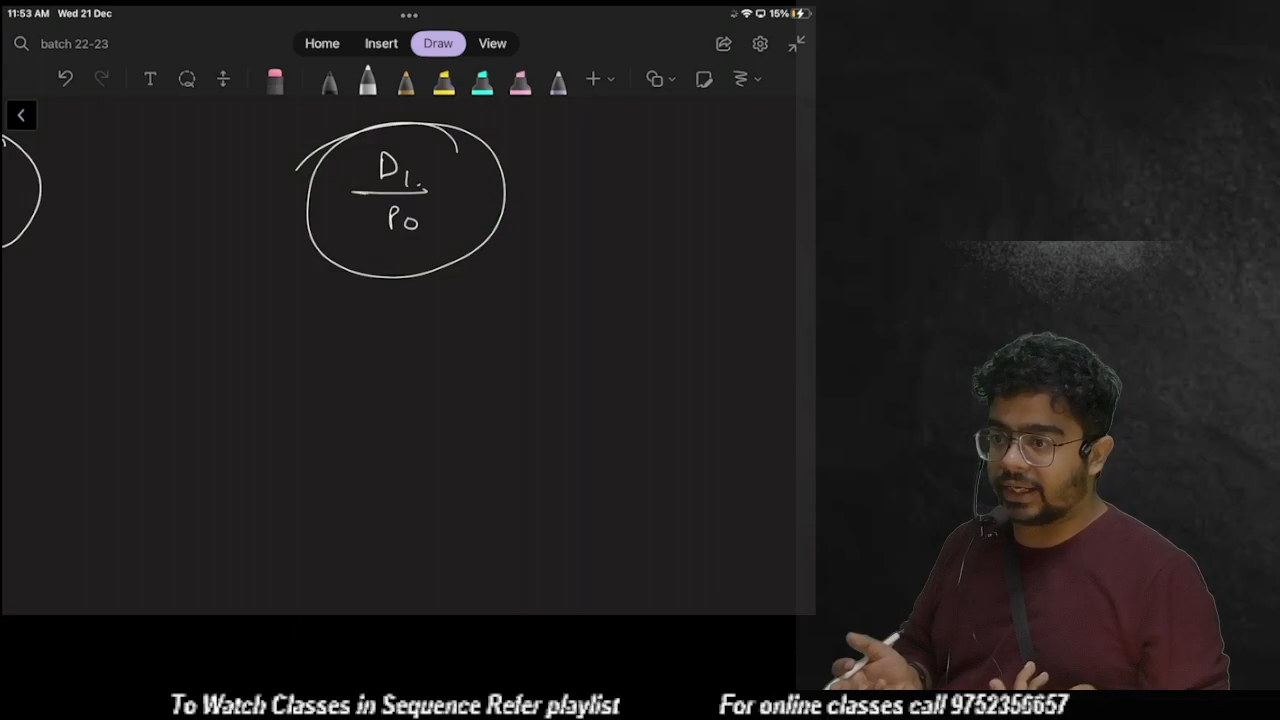 11:53 AM Wed 21 Dec
15%
batch 22-23
Home Insert Draw View
T
D1.
P0
To Watch Classes in Sequence Refer playlist
For online classes call 9752356657